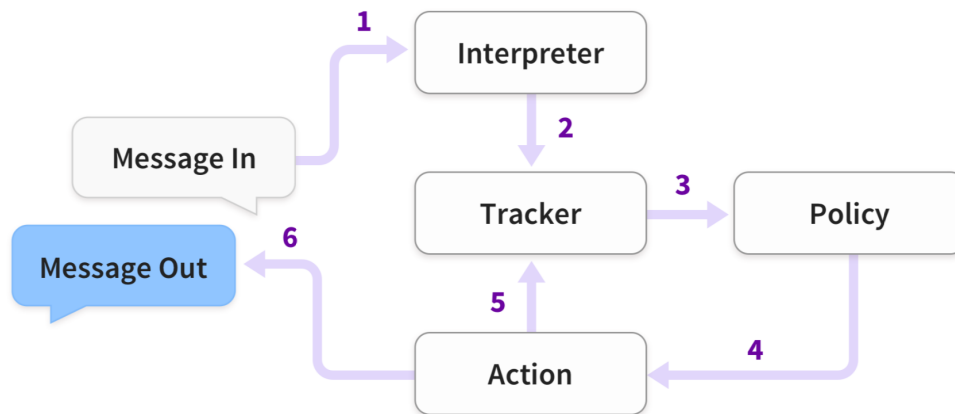 1
Interpreter
2
Message In
Tracker
3
Policy
6
Message Out
5
4
Action